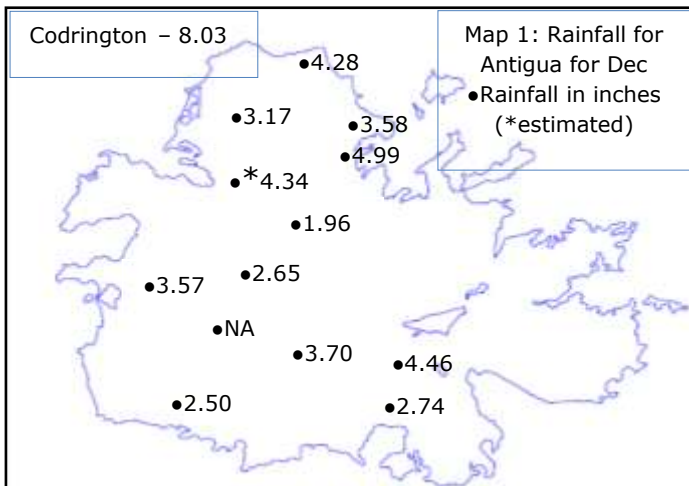 Codrington – 8.03
Map 1: Rainfall for
Antigua for Dec
•Rainfall in inches
(*estimated)
•4.28
•3.17
•3.58
•4.99
•*4.34
•1.96
•2.65
•3.57
•NA
•3.70
•4.46
•2.50
•2.74